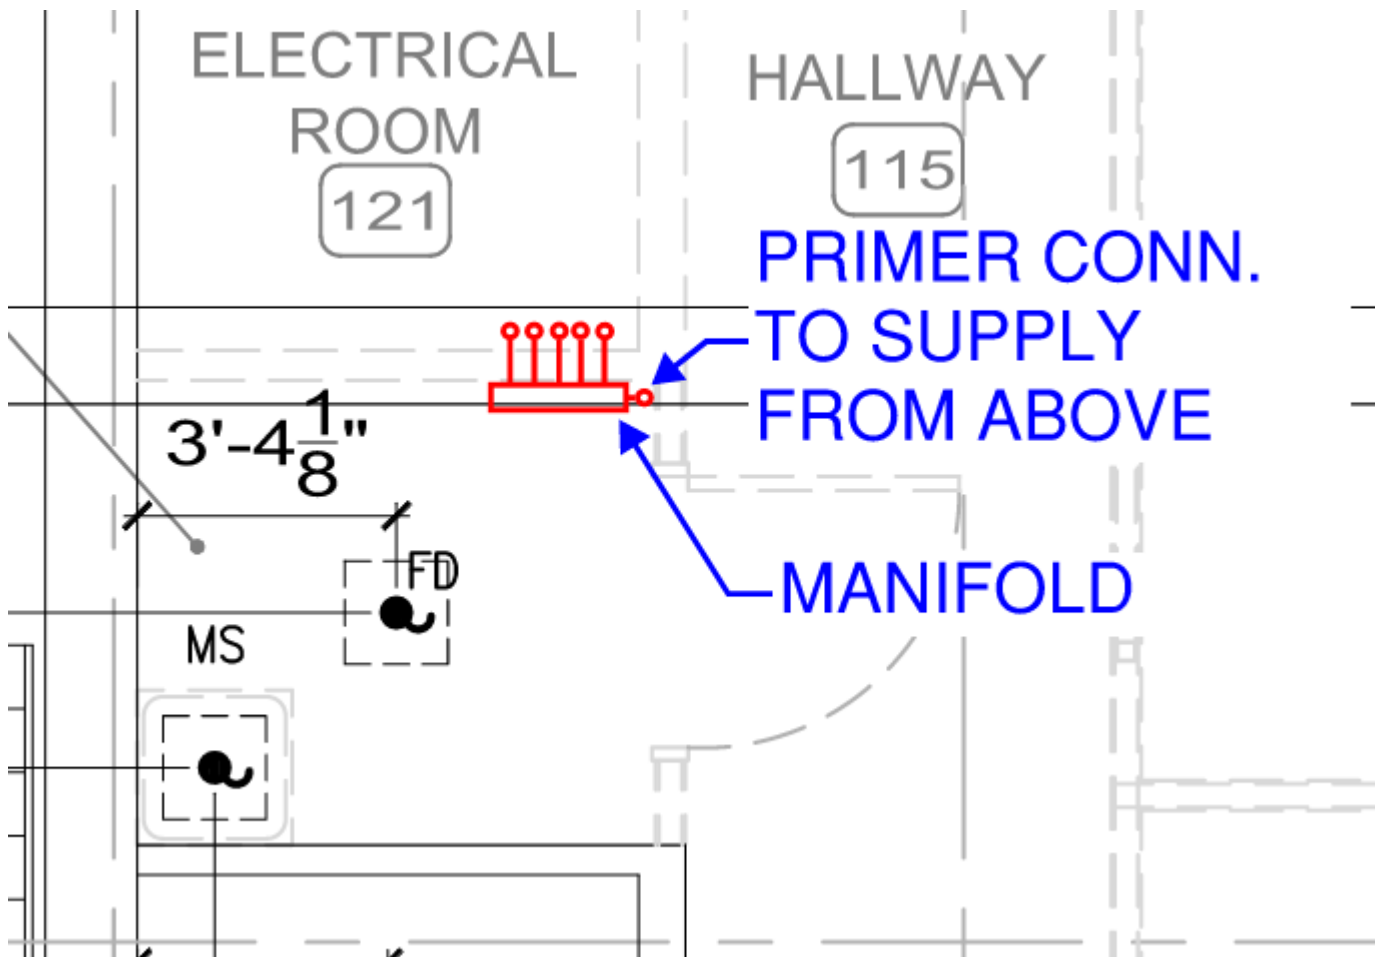 ELECTRICAL
ROOM
121
HALLWAY
115
PRIMER CONN.
TO SUPPLY
FROM ABOVE
3'-4 1/8"
FD
MANIFOLD
MS